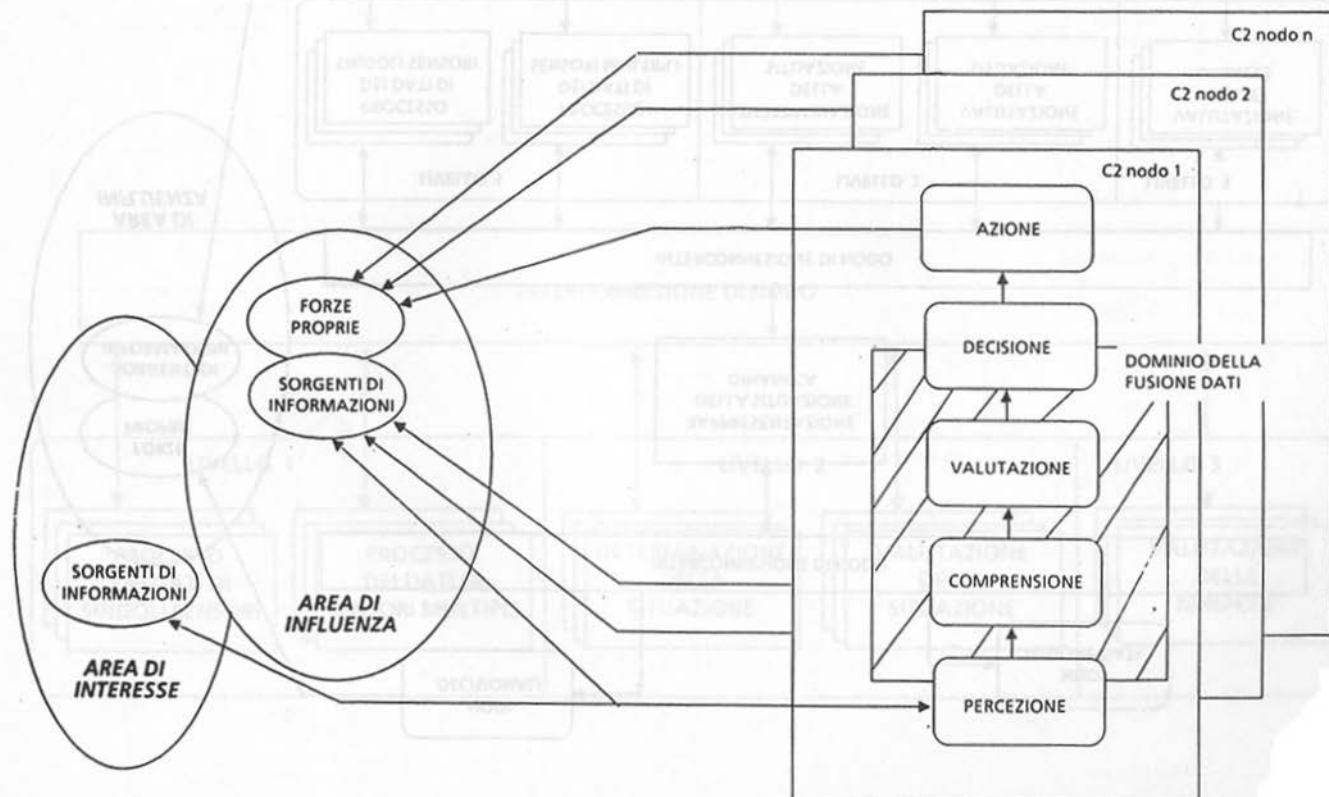 C2 nodo n
C2 nodo 2
C2 nodo 1
AZIONE
FORZE
PROPRIE
DECISIONE
DOMINIO DELLA
FUSIONE DATI
SORGENTI DI
INFORMAZIONI
VALUTAZIONE
SORGENTI DI
INFORMAZIONI
COMPRENSIONE
AREA DI
INFLUENZA
AREA DI
INTERESSE
PERCEZIONE